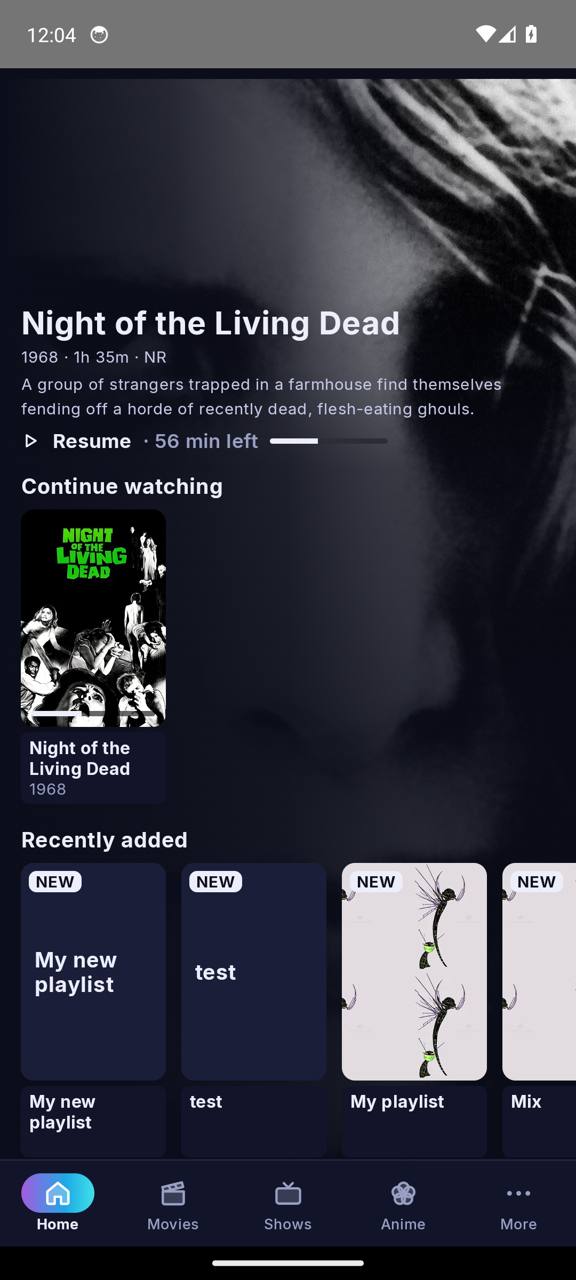 12:04
Night of the Living Dead
1968 · 1h 35m · NR
A group of strangers trapped in a farmhouse find themselves
fending off a horde of recently dead, flesh-eating ghouls.
Resume · 56 min left
Continue watching
NIGHT
OF THE
LIVING
DEAD
Night of the
Living Dead
1968
Recently added
NEW
NEW
NEW
NEW
My new
playlist
test
My new
playlist
test
My playlist
Mix
Home
Movies
Shows
Anime
More